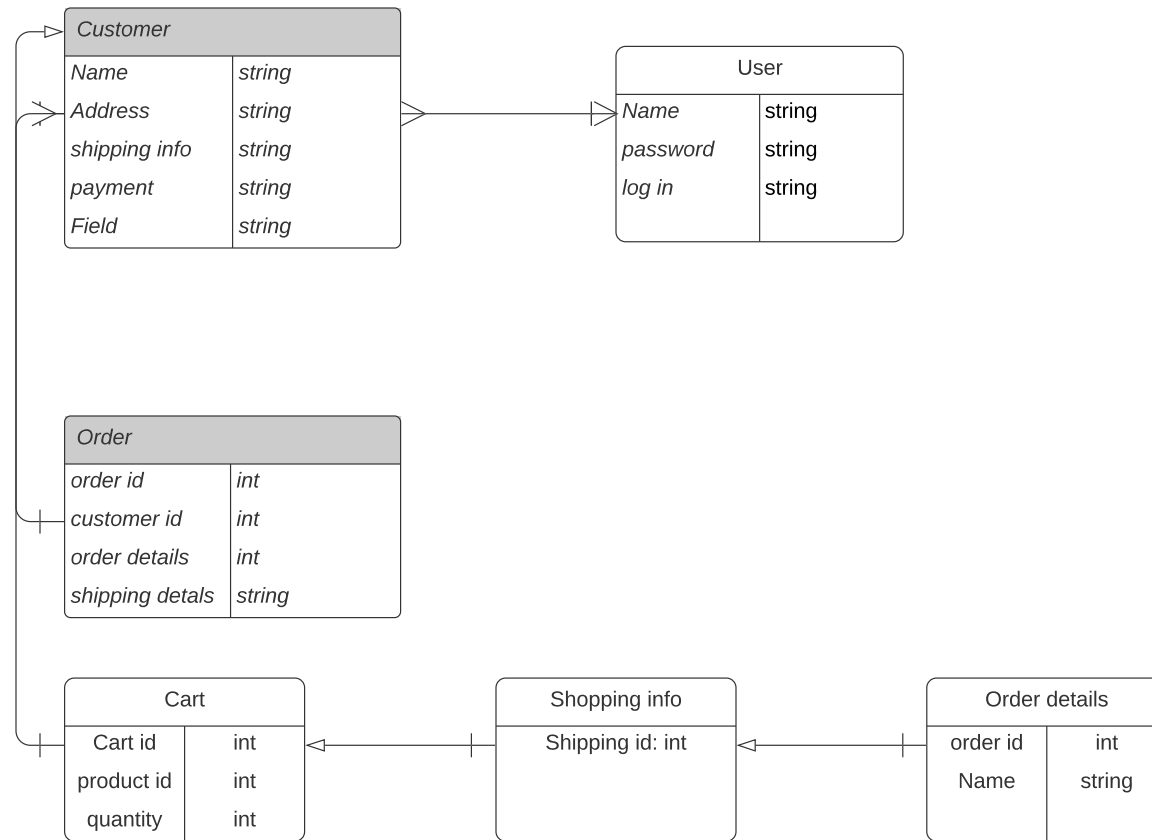 Customer
Name string
Address string
shipping info string
payment string
Field string
User
Name string
password string
log in string
Order
order id int
customer id int
order details int
shipping detals string
Cart
Cart id int
product id int
quantity int
Shopping info
Shipping id: int
Order details
order id int
Name string